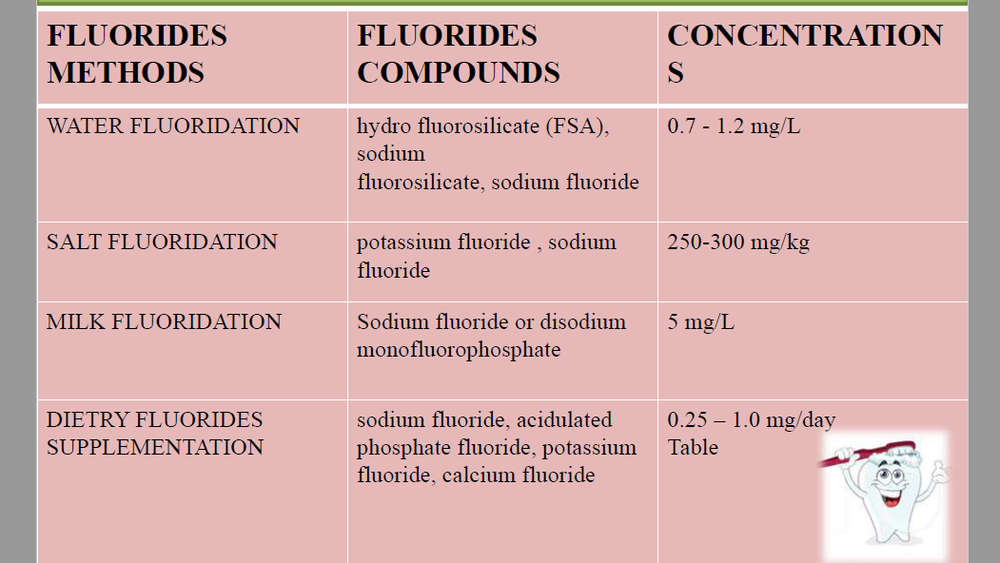 FLUORIDES
METHODS
FLUORIDES
COMPOUNDS
CONCENTRATION
S
WATER FLUORIDATION
hydro fluorosilicate (FSA),
sodium
fluorosilicate, sodium fluoride
0.7 - 1.2 mg/L
SALT FLUORIDATION
potassium fluoride , sodium
fluoride
250-300 mg/kg
MILK FLUORIDATION
Sodium fluoride or disodium
monofluorophosphate
5 mg/L
DIETRY FLUORIDES
SUPPLEMENTATION
sodium fluoride, acidulated
phosphate fluoride, potassium
fluoride, calcium fluoride
0.25 – 1.0 mg/day
Table